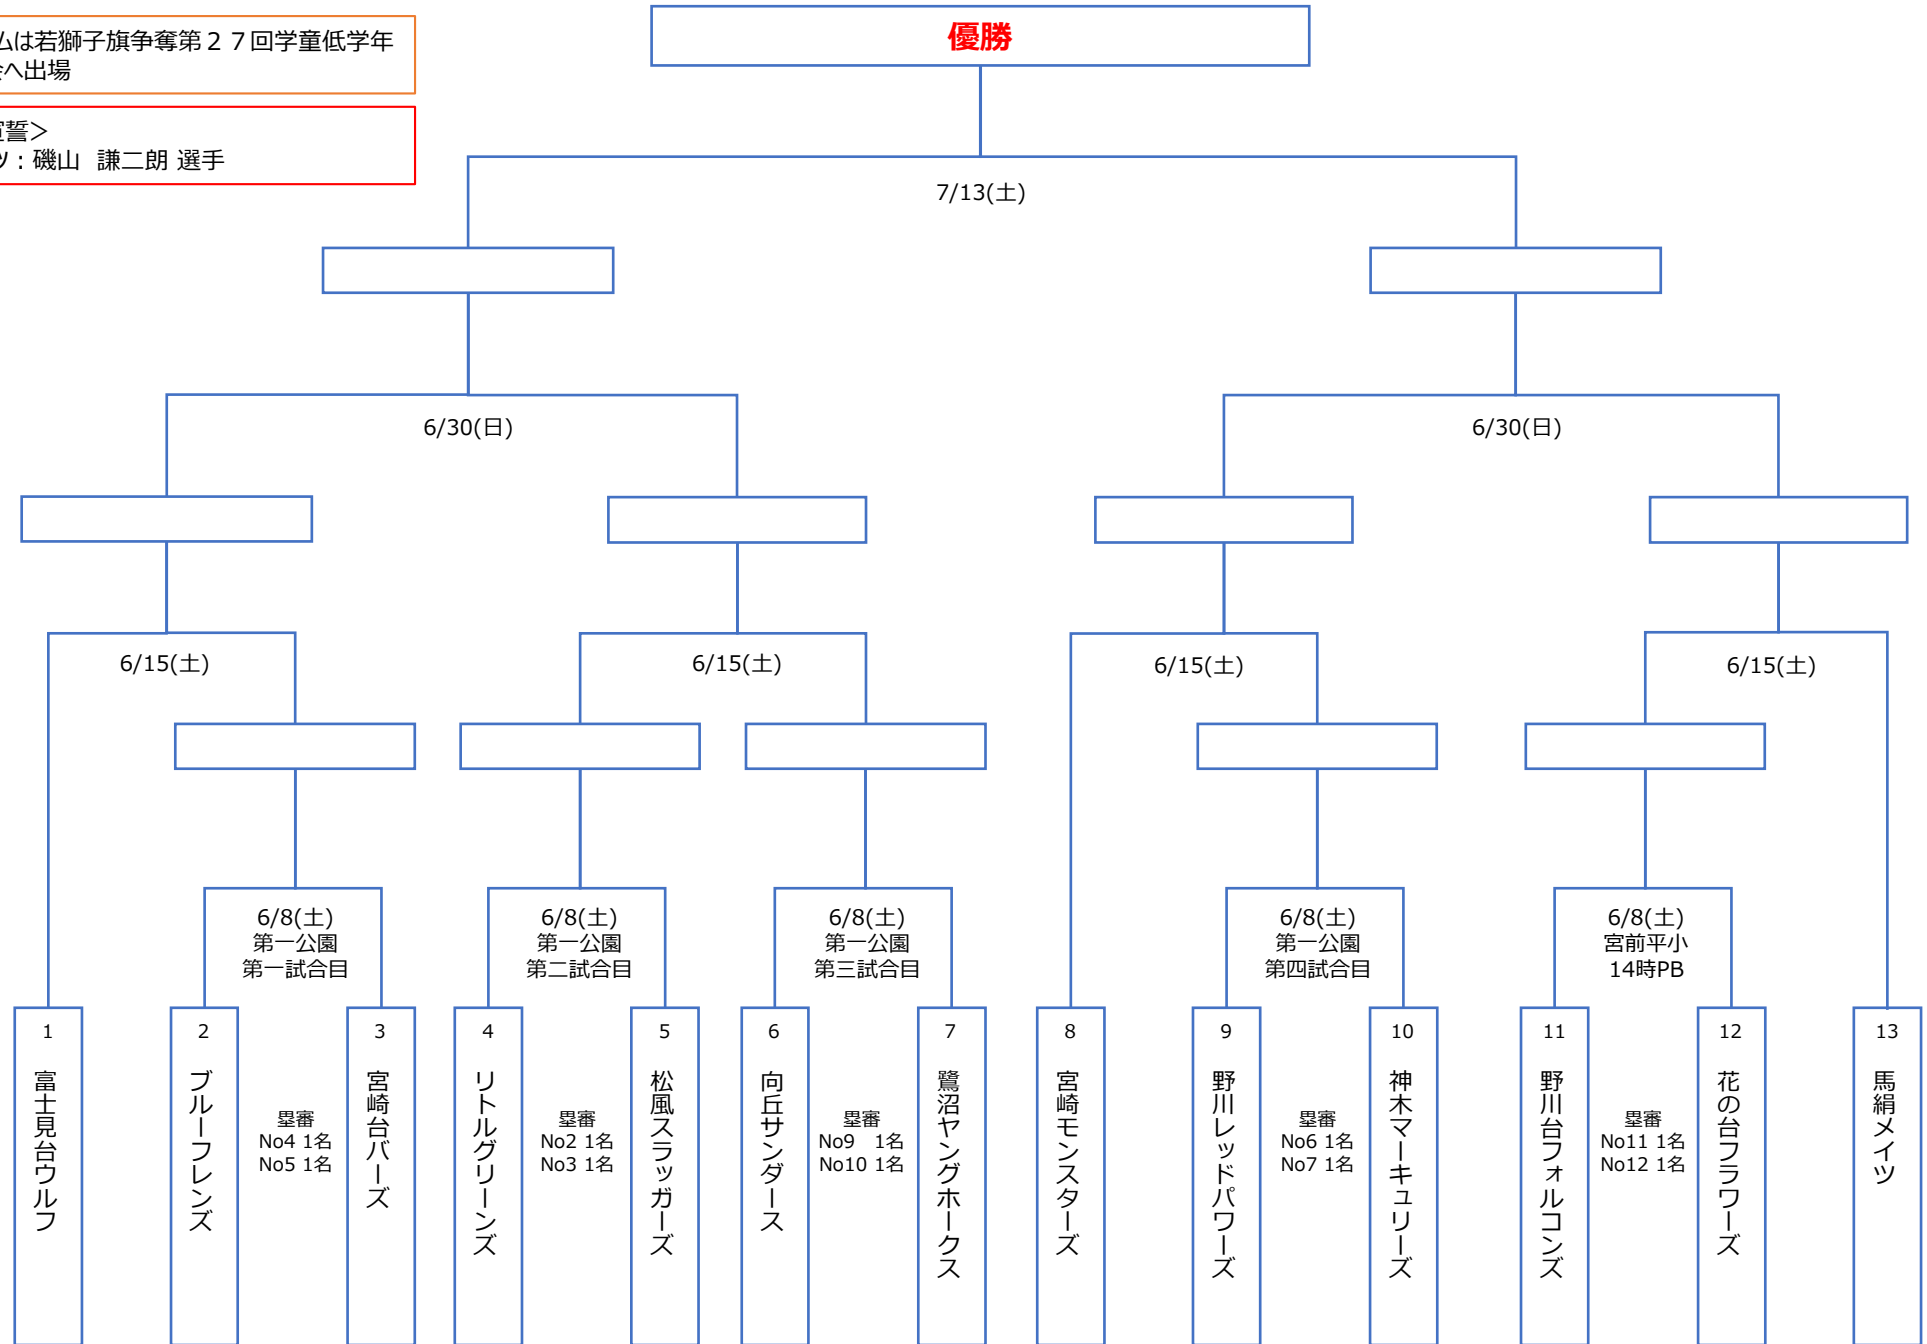 ムは若獅子旗争奪第２７回学童低学年
会へ出場
宣誓＞
ツ：磯山 謙二朗 選手
優勝
7/13(土)
6/30(日)
6/30(日)
6/15(土)
6/15(土)
6/15(土)
6/15(土)
6/8(土)
第一公園
第一試合目
6/8(土)
第一公園
第二試合目
6/8(土)
第一公園
第三試合目
6/8(土)
第一公園
第四試合目
6/8(土)
宮前平小
14時PB
1
富士見台ウルフ
2
ブルーフレンズ
塁審
No4 1名
No5 1名
3
宮崎台バーズ
4
リトルグリーンズ
塁審
No2 1名
No3 1名
5
松風スラッガーズ
6
向丘サンダース
塁審
No9 1名
No10 1名
7
鷺沼ヤングホークス
8
宮崎モンスターズ
9
野川レッドパワーズ
塁審
No6 1名
No7 1名
10
神木マーキュリーズ
11
野川台フォルコンズ
塁審
No11 1名
No12 1名
12
花の台フラワーズ
13
馬絹メイツ